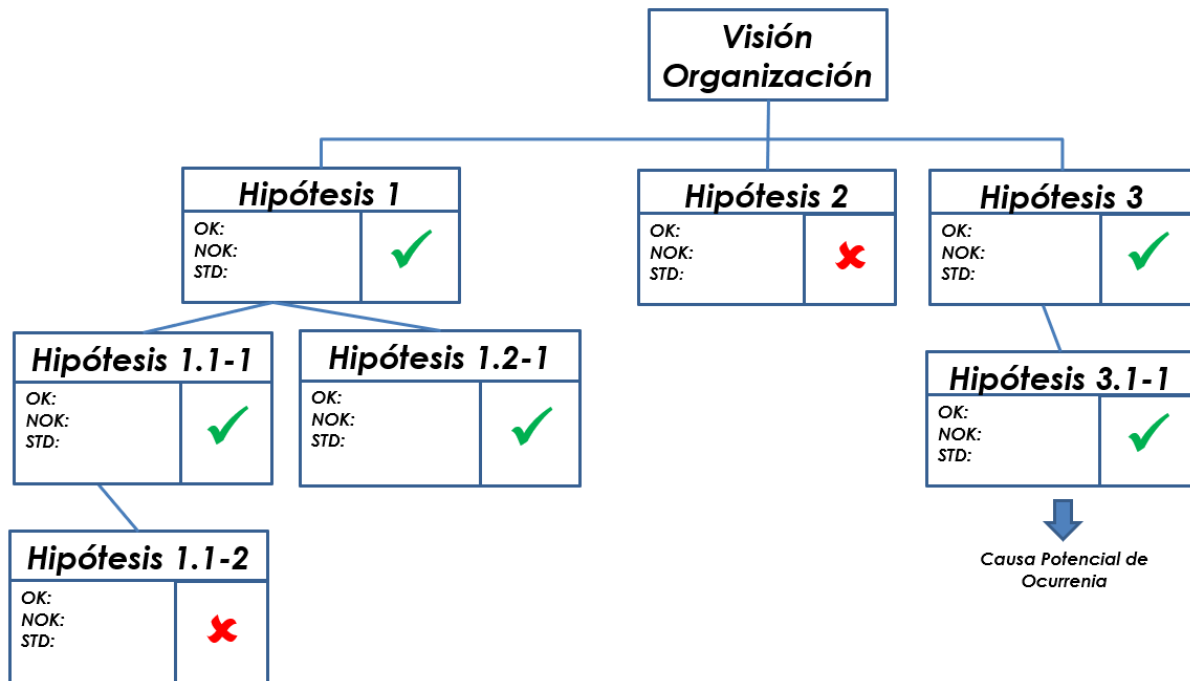 Visión
Organización
Hipótesis 1
OK:
NOK:
STD:
Hipótesis 2
OK:
NOK:
STD:
Hipótesis 3
OK:
NOK:
STD:
Hipótesis 1.1-1
OK:
NOK:
STD:
Hipótesis 1.2-1
OK:
NOK:
STD:
Hipótesis 3.1-1
OK:
NOK:
STD:
Hipótesis 1.1-2
OK:
NOK:
STD:
Causa Potencial de
Ocurrenia